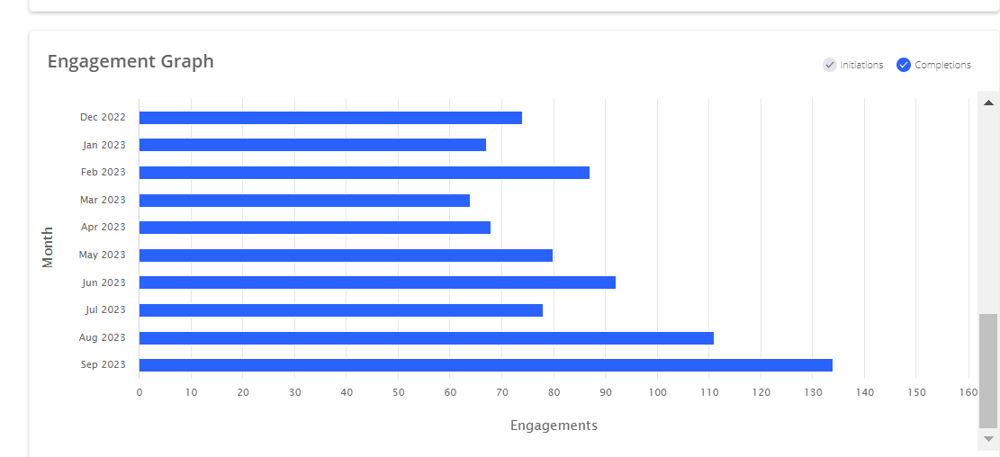 Engagement Graph
Initiations Completions
Month
Dec 2022
Jan 2023
Feb 2023
Mar 2023
Apr 2023
May 2023
Jun 2023
Jul 2023
Aug 2023
Sep 2023
0 10 20 30 40 50 60 70 80 90 100 110 120 130 140 150 160
Engagements